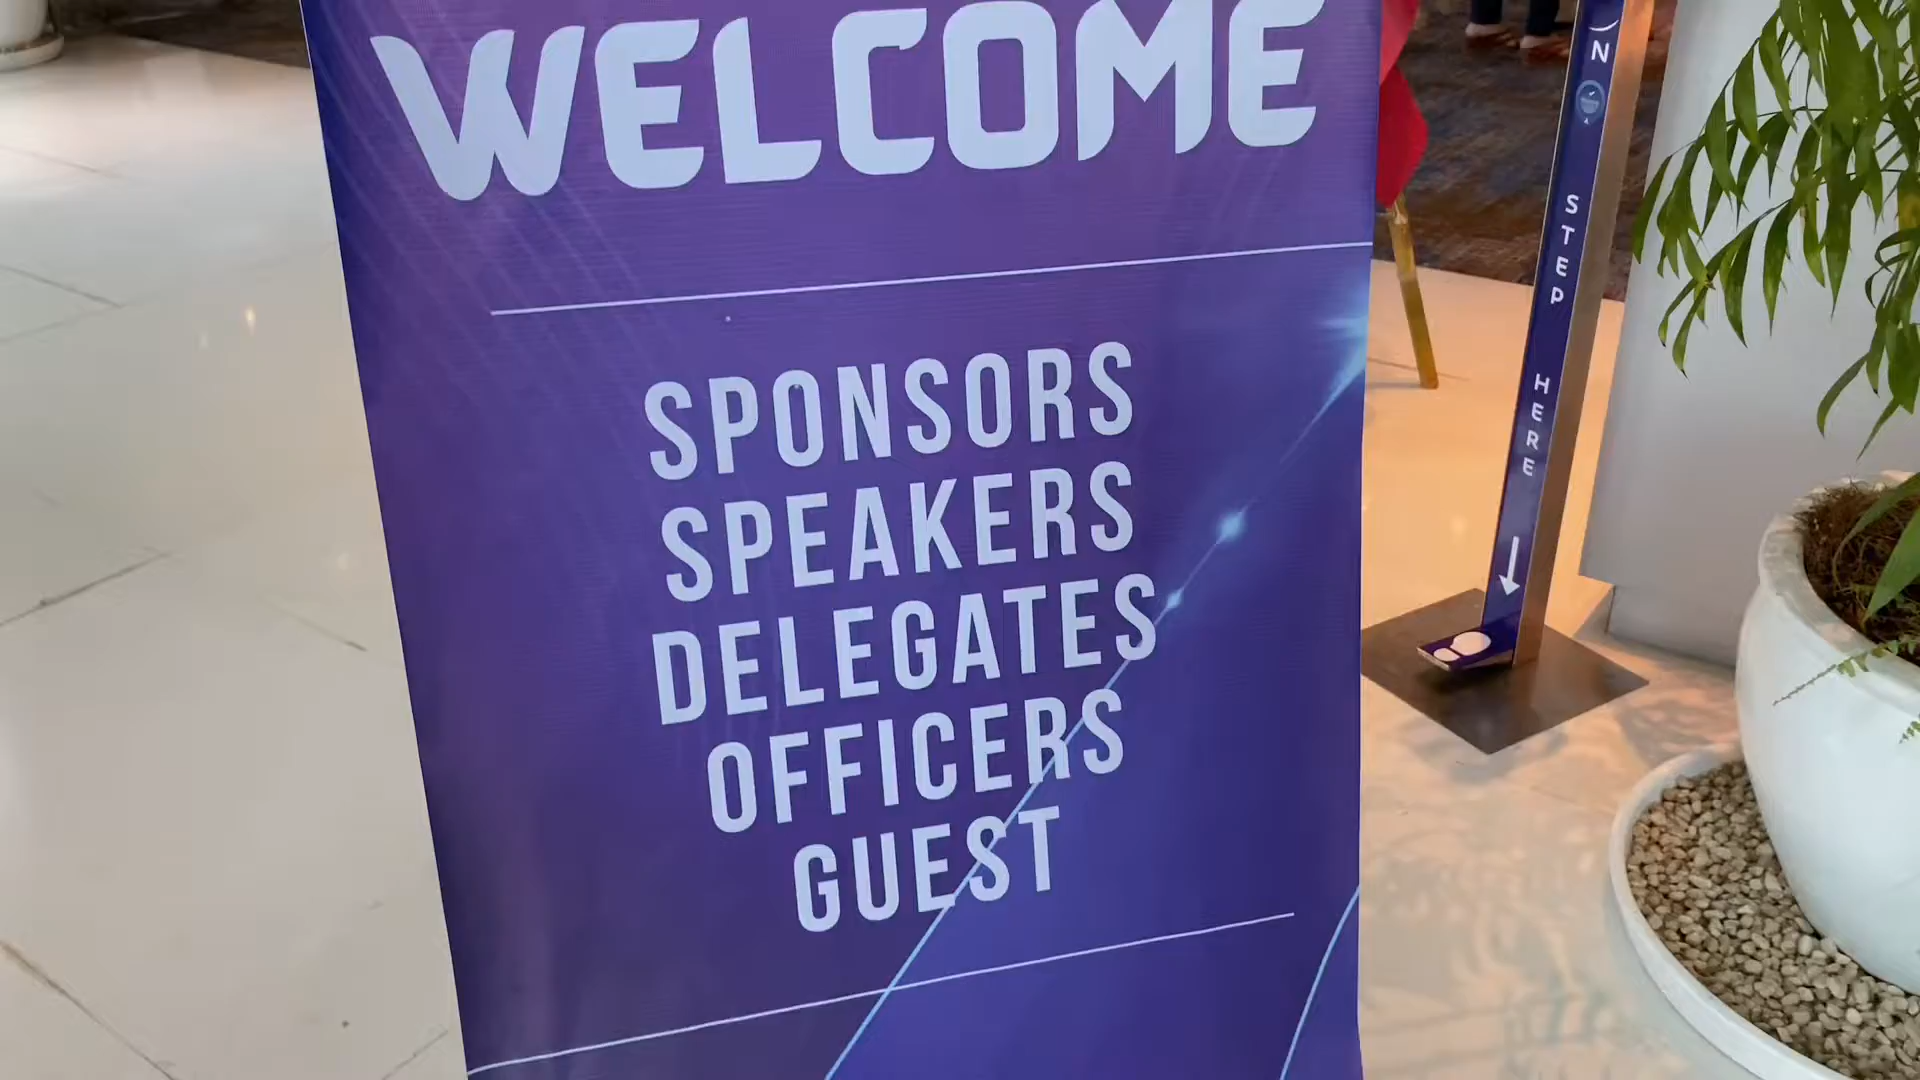 WELCOME
SPONSORS
SPEAKERS
DELEGATES
OFFICERS
GUEST
STEP HERE